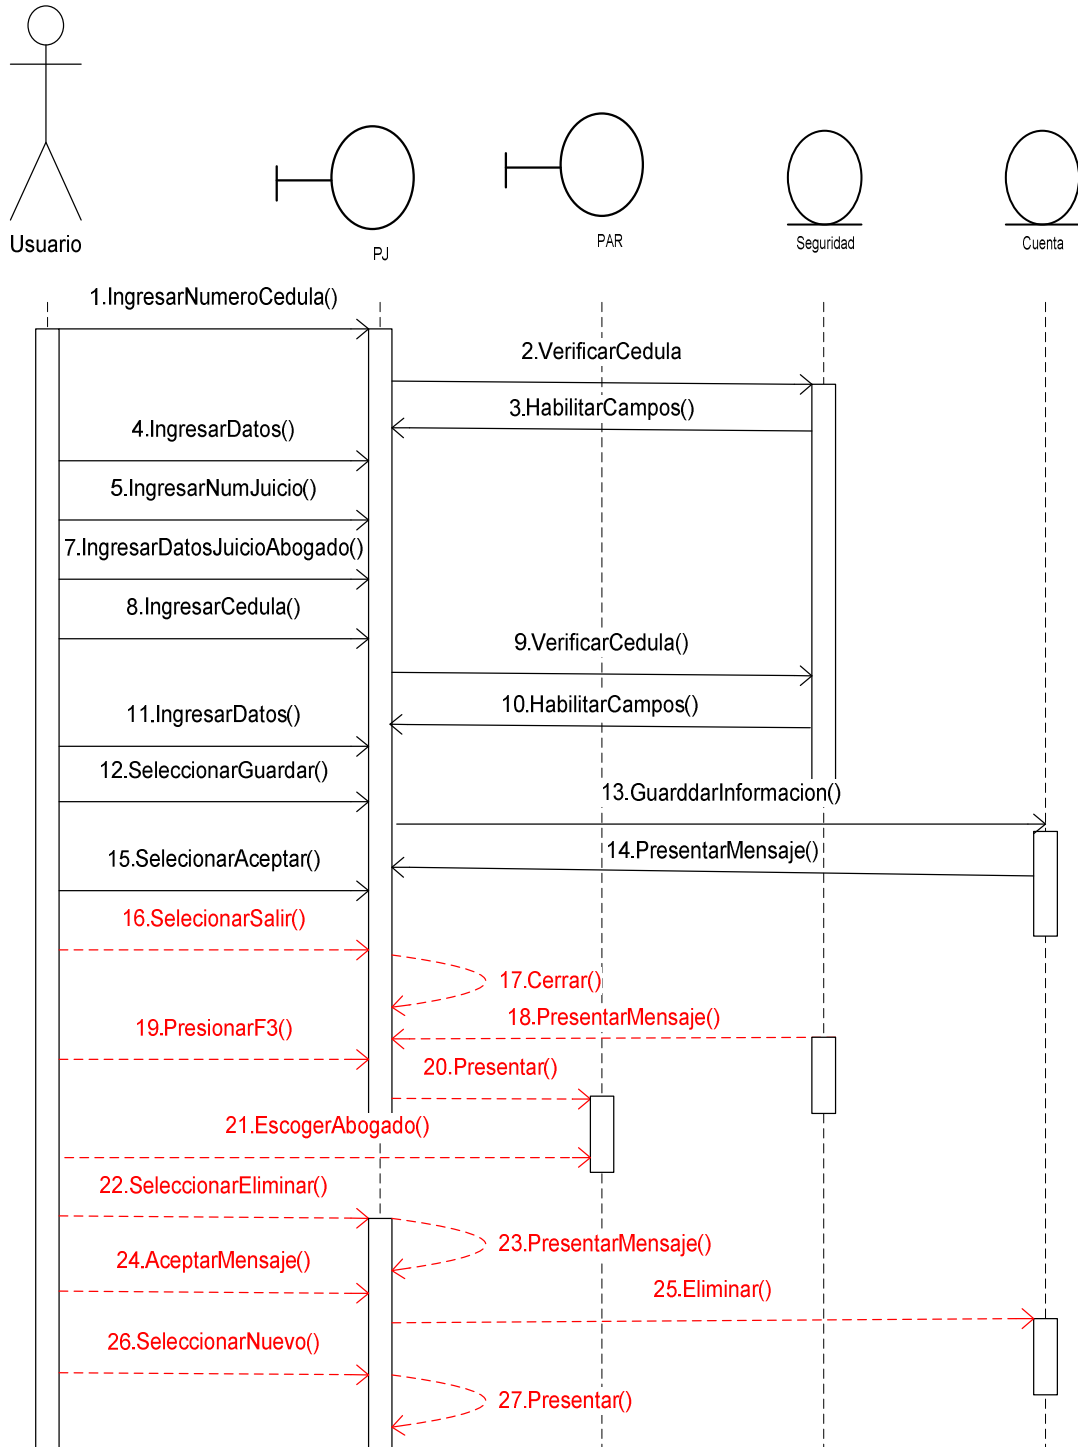 Usuario
PJ
PAR
Seguridad
Cuenta
1.IngresarNumeroCedula()
2.VerificarCedula
3.HabilitarCampos()
4.IngresarDatos()
5.IngresarNumJuicio()
7.IngresarDatosJuicioAbogado()
8.IngresarCedula()
9.VerificarCedula()
10.HabilitarCampos()
11.IngresarDatos()
12.SeleccionarGuardar()
13.GuarddarInformacion()
14.PresentarMensaje()
15.SelecionarAceptar()
16.SelecionarSalir()
17.Cerrar()
18.PresentarMensaje()
19.PresionarF3()
20.Presentar()
21.EscogerAbogado()
22.SeleccionarEliminar()
23.PresentarMensaje()
24.AceptarMensaje()
25.Eliminar()
26.SeleccionarNuevo()
27.Presentar()